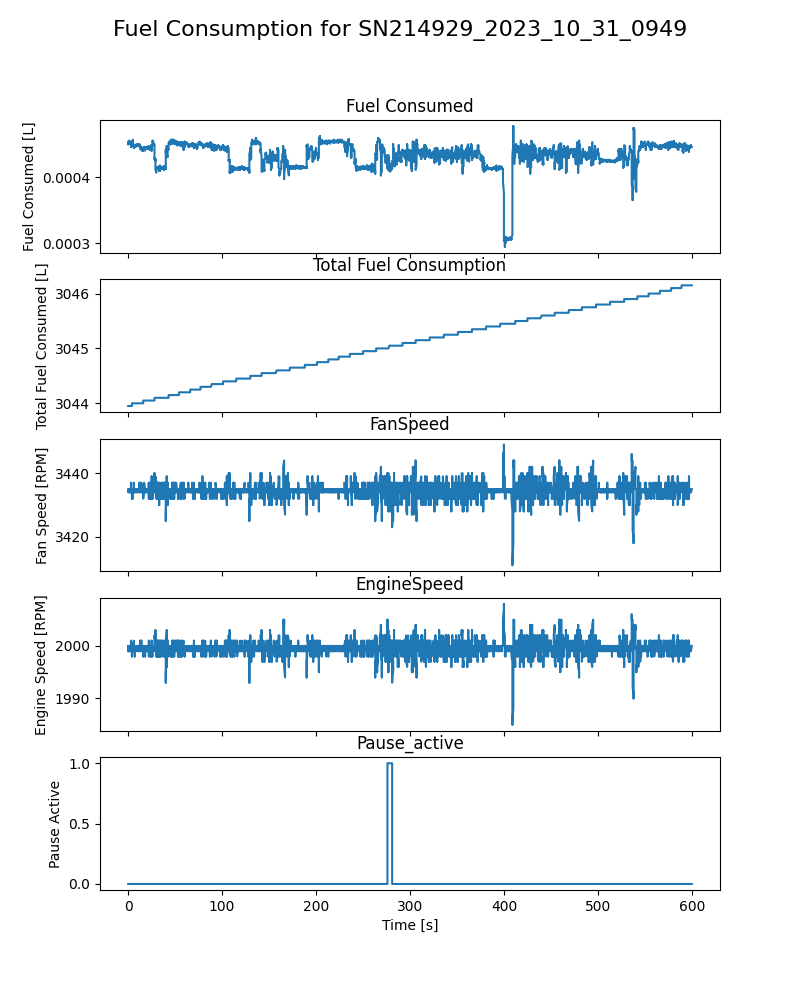 Fuel Consumption for SN214929_2023_10_31_0949
Fuel Consumed
Fuel Consumed [L]
0.0004
0.0003
Total Fuel Consumption
Total Fuel Consumed [L]
3046
3045
3044
FanSpeed
Fan Speed [RPM]
3440
3420
EngineSpeed
Engine Speed [RPM]
2000
1990
Pause_active
Pause Active
1.0
0.5
0.0
0 100 200 300 400 500 600
Time [s]